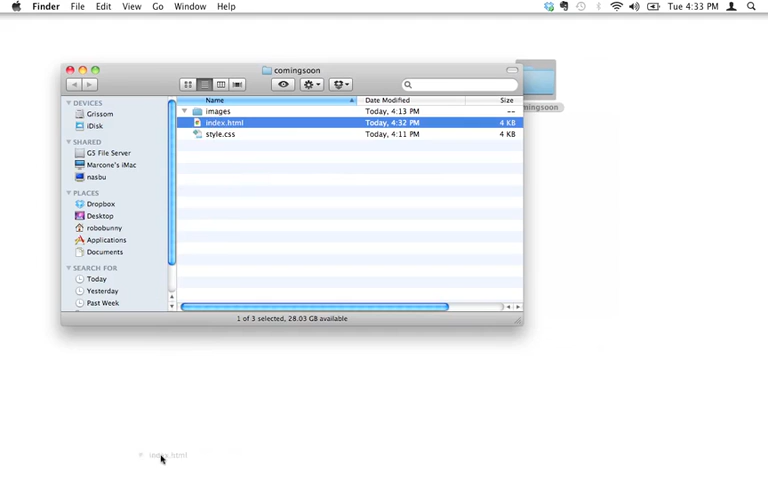 Finder File Edit View Go Window Help Tue 4:33 PM
comingsoon
Name Date Modified Size
DEVICES
Grissom
iDisk
SHARED
G5 File Server
Marcone's iMac
nasbu
PLACES
Dropbox
Desktop
robobunny
Applications
Documents
SEARCH FOR
Today
Yesterday
Past Week
images Today, 4:13 PM --
index.html Today, 4:32 PM 4 KB
style.css Today, 4:11 PM 4 KB
1 of 3 selected, 28.03 GB available
mingsoon
index.html